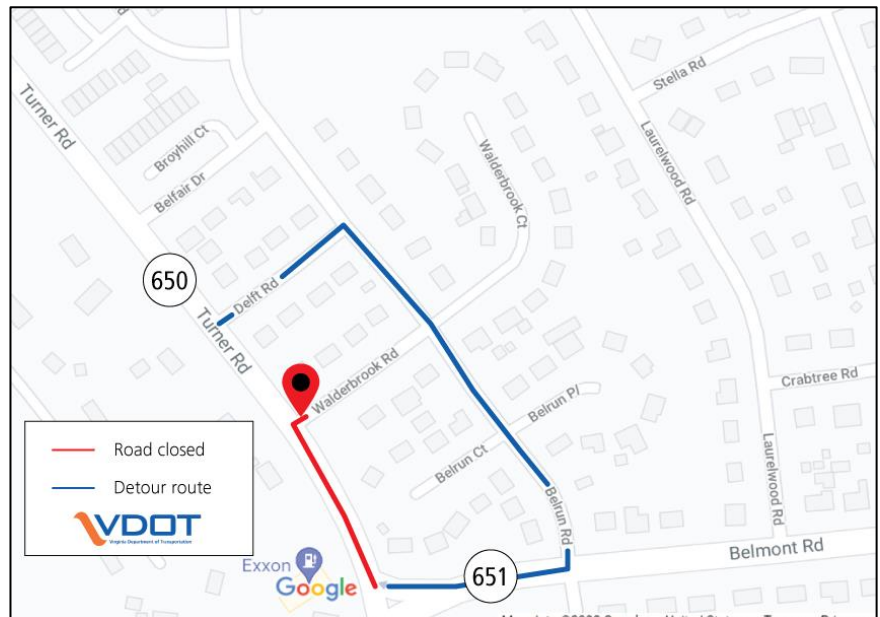 Turner Rd
Broyhill Ct
Belfair Dr
Stella Rd
Laurelwood Rd
Walderbrook Ct
650
Delft Rd
Turner Rd
Walderbrook Rd
Crabtree Rd
Belrun Pl
Belrun Ct
Laurelwood Rd
Belrun Rd
Road closed
Detour route
VDOT
Virginia Department of Transportation
Exxon
Google
651
Belmont Rd